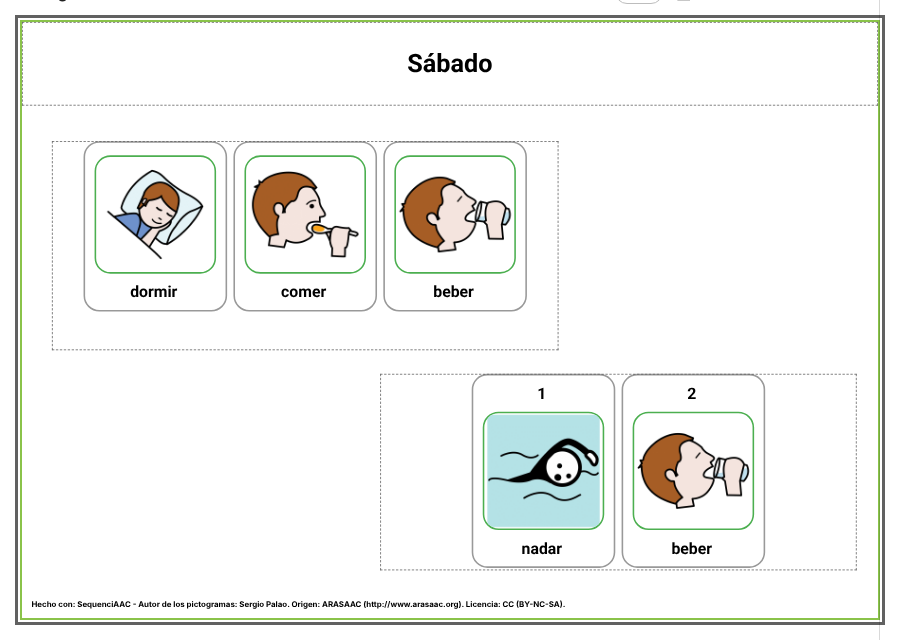 Sábado
dormir
comer
beber
1
2
nadar
beber
Hecho con: SequenciAAC - Autor de los pictogramas: Sergio Palao. Origen: ARASAAC (http://www.arasaac.org). Licencia: CC (BY-NC-SA).